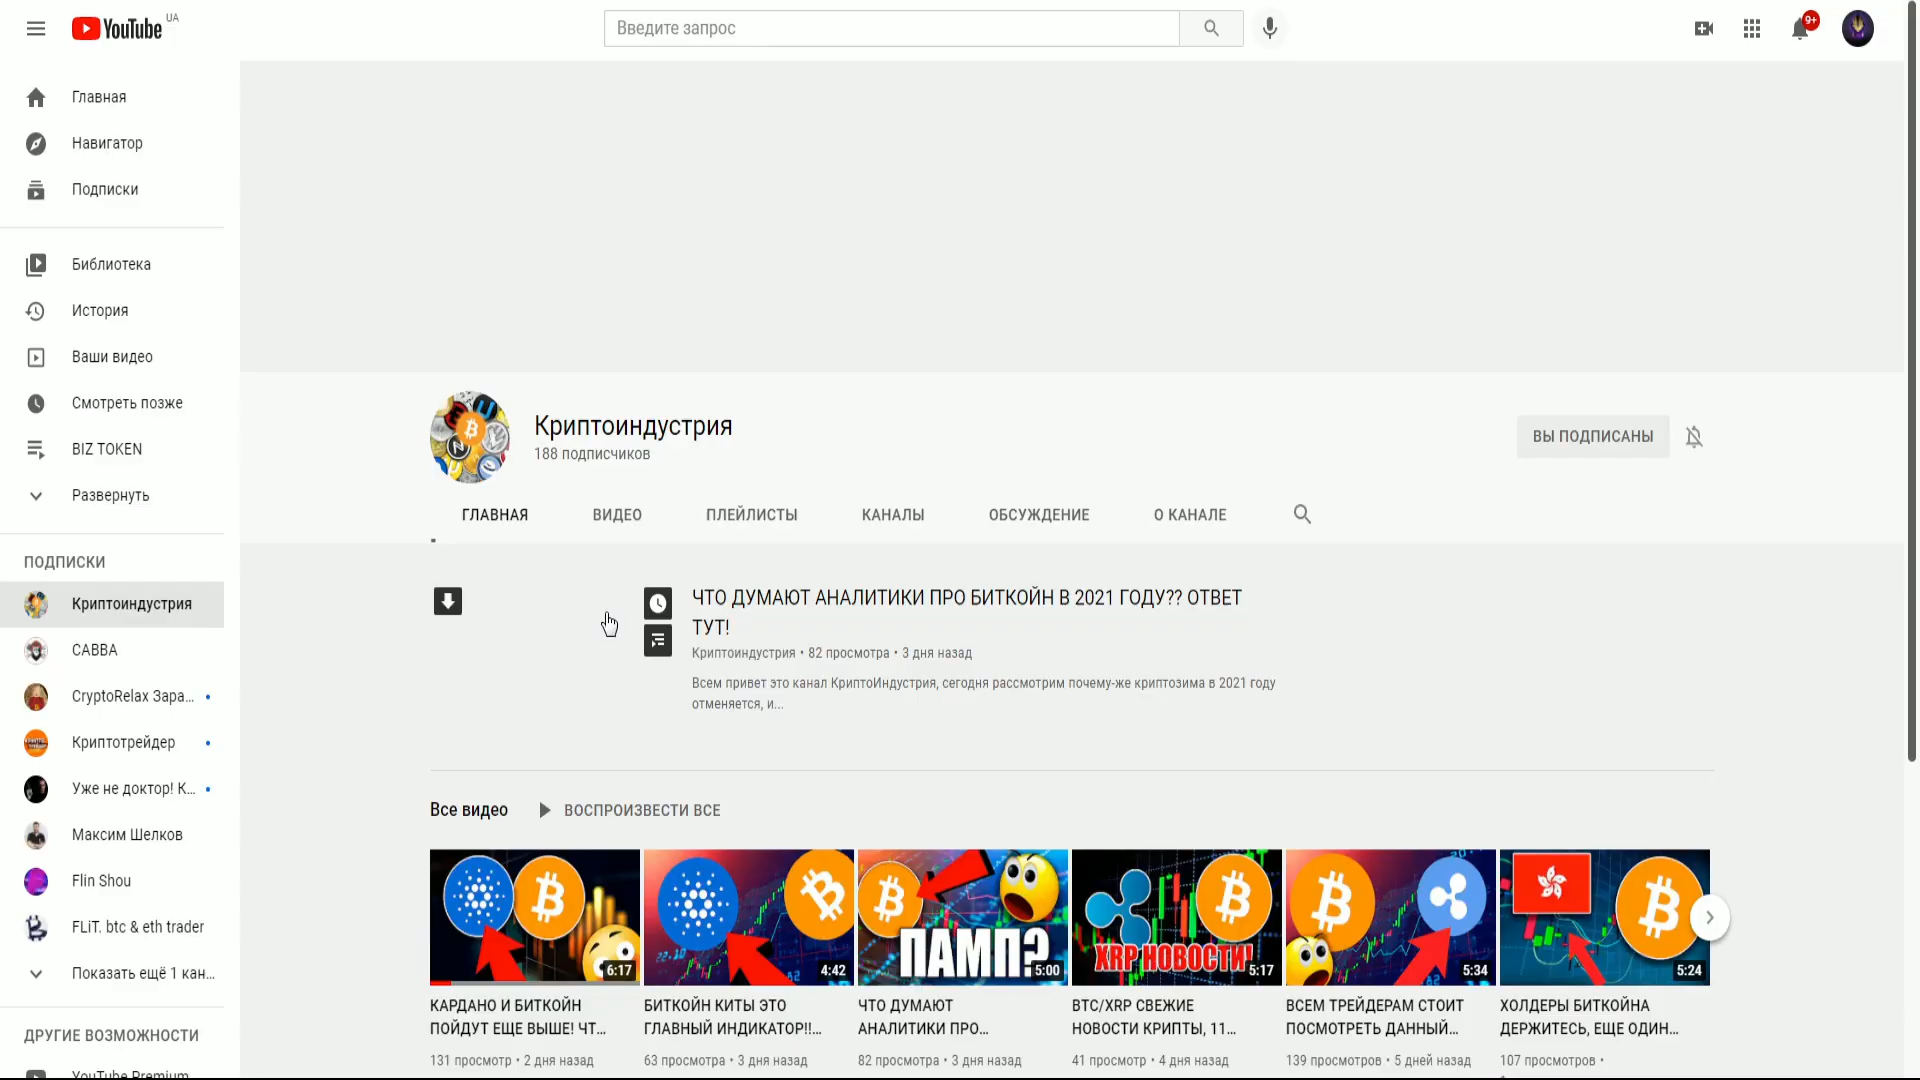 YouTube UA
Введите запрос
9+
Главная
Навигатор
Подписки
Библиотека
История
Ваши видео
Смотреть позже
BIZ TOKEN
Развернуть
ПОДПИСКИ
Криптоиндустрия
САВВА
CryptoRelax Зара...
Криптотрейдер
Уже не доктор! К...
Максим Шелков
Flin Shou
FLiT. btc & eth trader
Показать ещё 1 кан...
ДРУГИЕ ВОЗМОЖНОСТИ
YouTube Premium
Криптоиндустрия
188 подписчиков
ВЫ ПОДПИСАНЫ
ГЛАВНАЯ ВИДЕО ПЛЕЙЛИСТЫ КАНАЛЫ ОБСУЖДЕНИЕ О КАНАЛЕ
ЧТО ДУМАЮТ АНАЛИТИКИ ПРО БИТКОЙН В 2021 ГОДУ?? ОТВЕТ
ТУТ!
Криптоиндустрия • 82 просмотра • 3 дня назад
Всем привет это канал КриптоИндустрия, сегодня рассмотрим почему-же криптозима в 2021 году
отменяется, и...
Все видео ВОСПРОИЗВЕСТИ ВСЕ
6:17
КАРДАНО И БИТКОЙН
ПОЙДУТ ЕЩЕ ВЫШЕ! ЧТ...
131 просмотр • 2 дня назад
4:42
БИТКОЙН КИТЫ ЭТО
ГЛАВНЫЙ ИНДИКАТОР!!...
63 просмотра • 3 дня назад
ПАМП?
5:00
ЧТО ДУМАЮТ
АНАЛИТИКИ ПРО...
82 просмотра • 3 дня назад
XRP НОВОСТИ!
5:17
BTC/XRP СВЕЖИЕ
НОВОСТИ КРИПТЫ, 11...
41 просмотр • 4 дня назад
5:34
ВСЕМ ТРЕЙДЕРАМ СТОИТ
ПОСМОТРЕТЬ ДАННЫЙ...
139 просмотров • 5 дней назад
5:24
ХОЛДЕРЫ БИТКОЙНА
ДЕРЖИТЕСЬ, ЕЩЕ ОДИН...
107 просмотров •